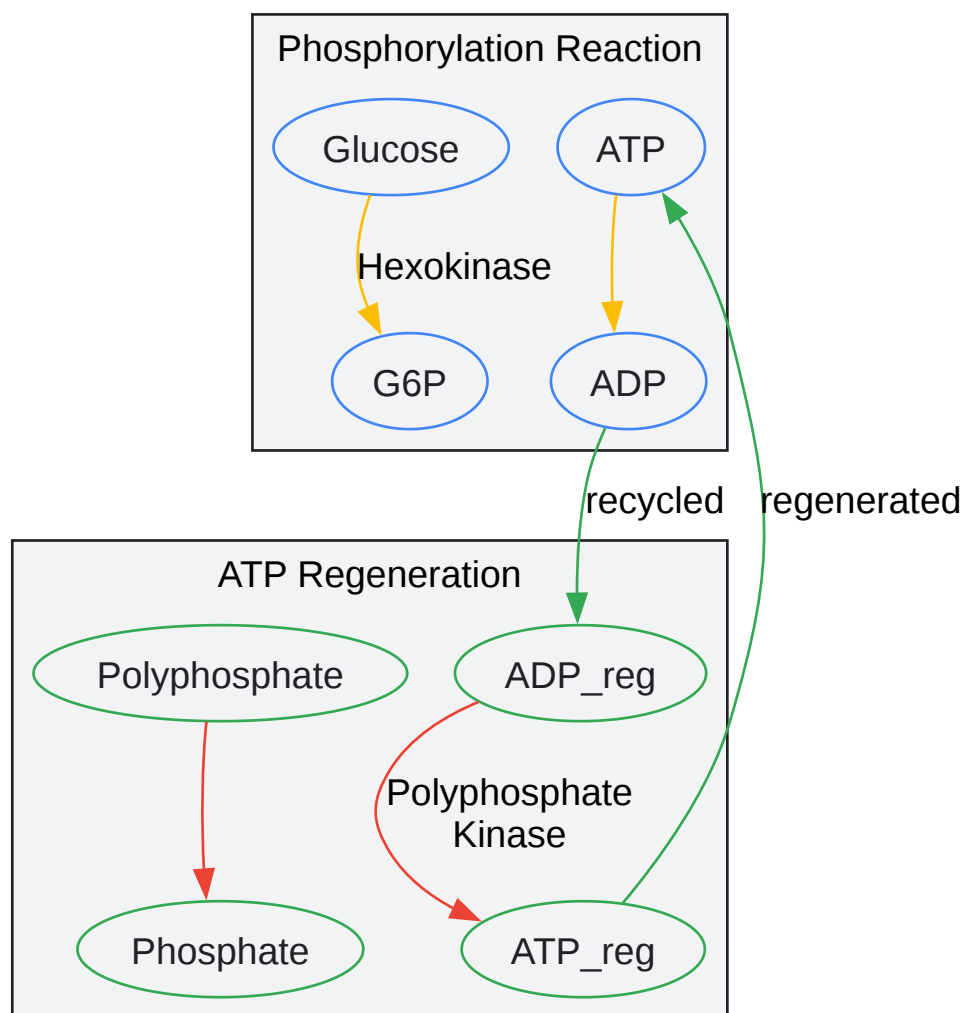 Phosphorylation Reaction
Glucose
ATP
Hexokinase
G6P
ADP
recycled
regenerated
ATP Regeneration
Polyphosphate
ADP_reg
Polyphosphate
Kinase
Phosphate
ATP_reg